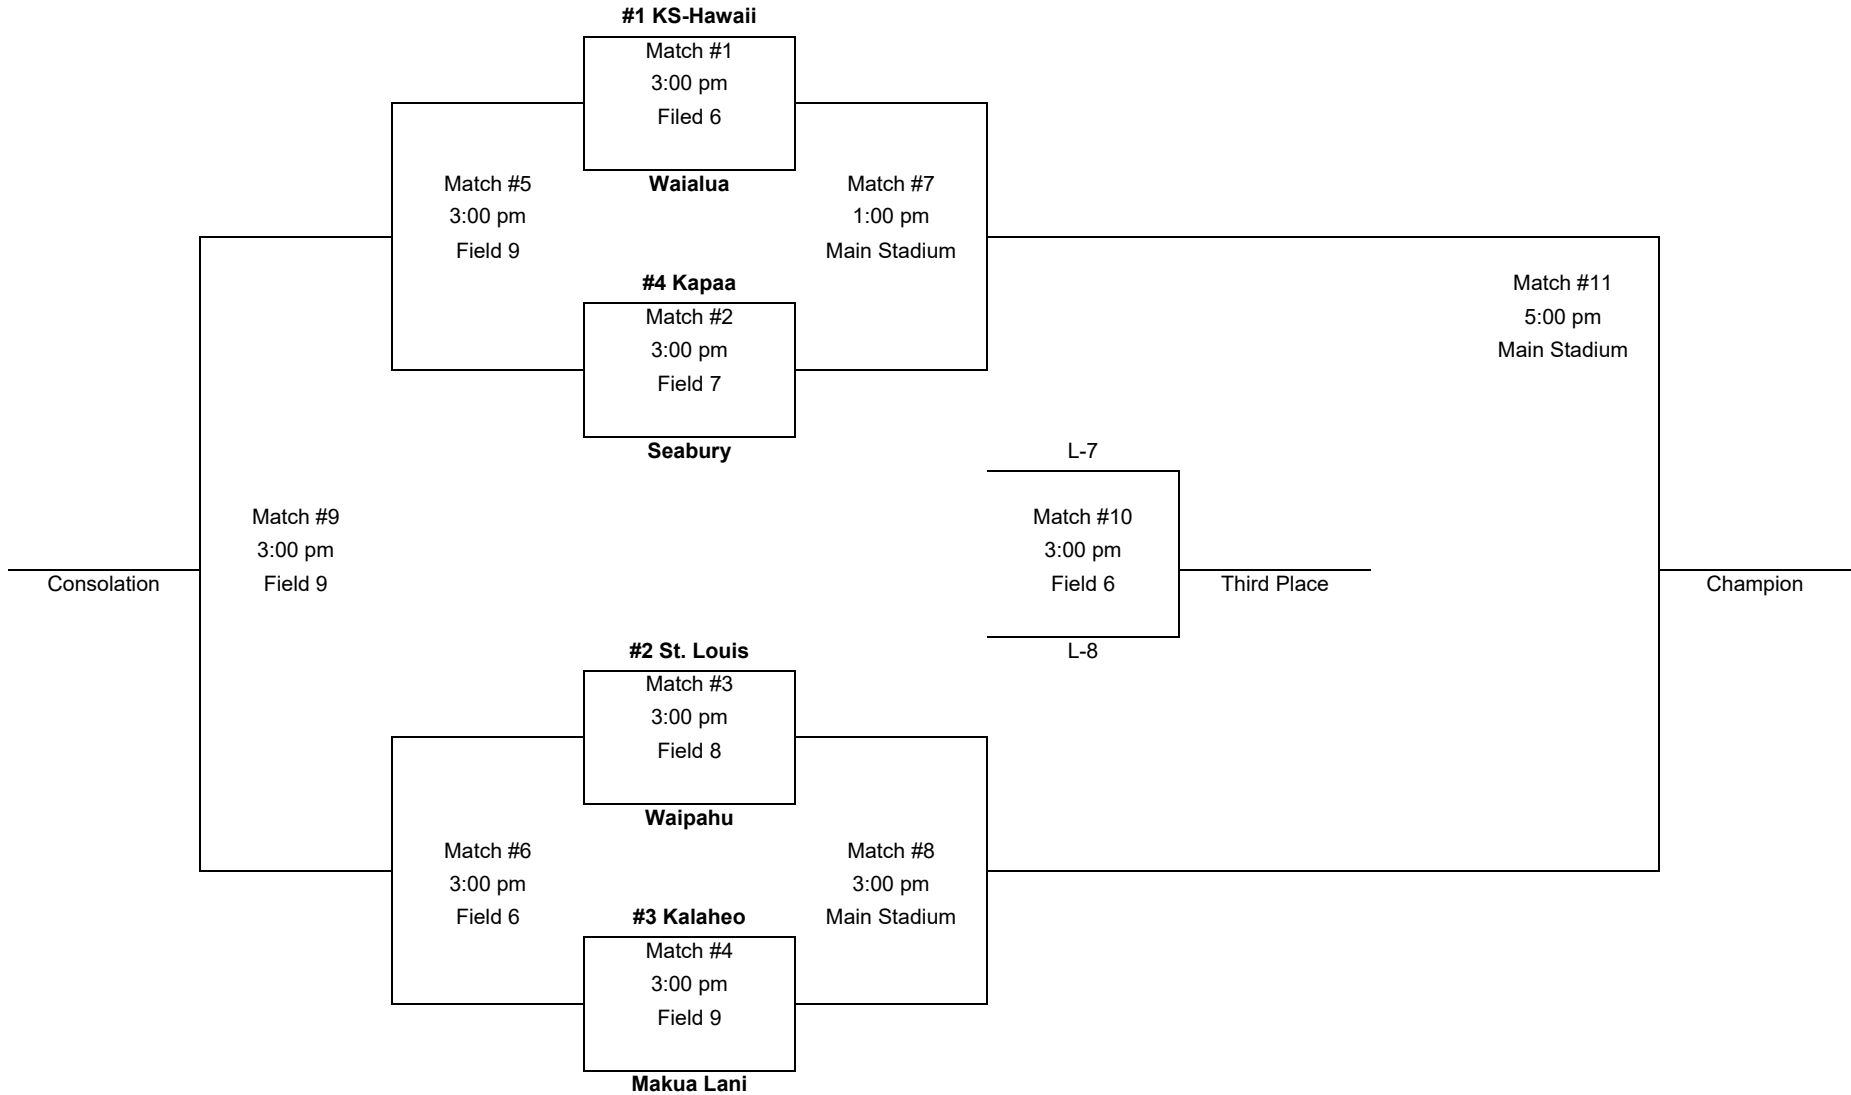 #1 KS-Hawaii
Match #1
3:00 pm
Filed 6
Match #5
Waialua
Match #7
3:00 pm
1:00 pm
Field 9
Main Stadium
#4 Kapaa
Match #11
Match #2
5:00 pm
3:00 pm
Main Stadium
Field 7
Seabury
L-7
Match #9
Match #10
3:00 pm
3:00 pm
Consolation
Field 9
Field 6
Third Place
Champion
#2 St. Louis
L-8
Match #3
3:00 pm
Field 8
Waipahu
Match #6
Match #8
3:00 pm
3:00 pm
Field 6
#3 Kalaheo
Main Stadium
Match #4
3:00 pm
Field 9
Makua Lani